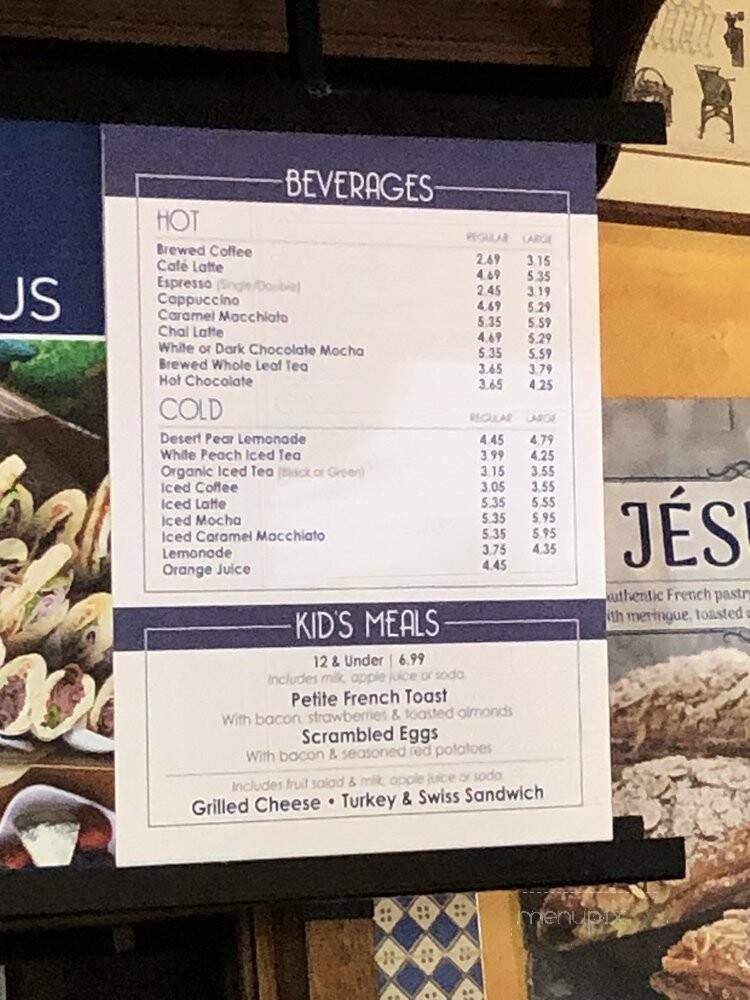 BEVERAGES
HOT
REGULAR LARGE
Brewed Coffee 2.69 3.15
Café Latte 4.69 5.35
Espresso (Single/Double) 2.45 3.19
Cappuccino 4.69 5.29
Caramel Macchiato 5.35 5.59
Chai Latte 4.69 5.29
White or Dark Chocolate Mocha 5.35 5.59
Brewed Whole Leaf Tea 3.65 3.79
Hot Chocolate 3.65 4.25
COLD
REGULAR LARGE
Desert Pear Lemonade 4.45 4.79
White Peach Iced Tea 3.99 4.25
Organic Iced Tea (Black or Green) 3.15 3.55
Iced Coffee 3.05 3.55
Iced Latte 5.35 5.55
Iced Mocha 5.35 5.95
Iced Caramel Macchiato 5.35 5.95
Lemonade 3.75 4.35
Orange Juice 4.45
KID'S MEALS
12 & Under | 6.99
Includes milk, apple juice or soda.
Petite French Toast
With bacon, strawberries & toasted almonds
Scrambled Eggs
With bacon & seasoned red potatoes
Includes fruit salad & milk, apple juice or soda.
Grilled Cheese • Turkey & Swiss Sandwich
US
JÉS
authentic French pastry
ith meringue, toasted
menupix